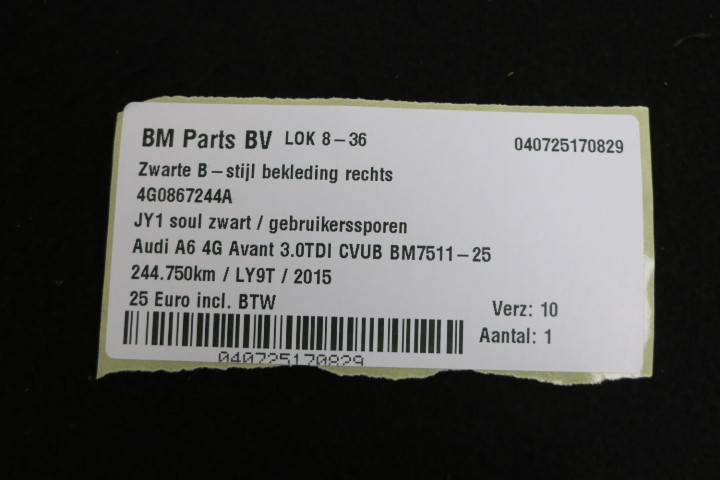 BM Parts BV LOK 8-36 040725170829
Zwarte B-stijl bekleding rechts
4G0867244A
JY1 soul zwart / gebruikerssporen
Audi A6 4G Avant 3.0TDI CVUB BM7511-25
244.750km / LY9T / 2015
25 Euro incl. BTW
Verz: 10
Aantal: 1
040725170829